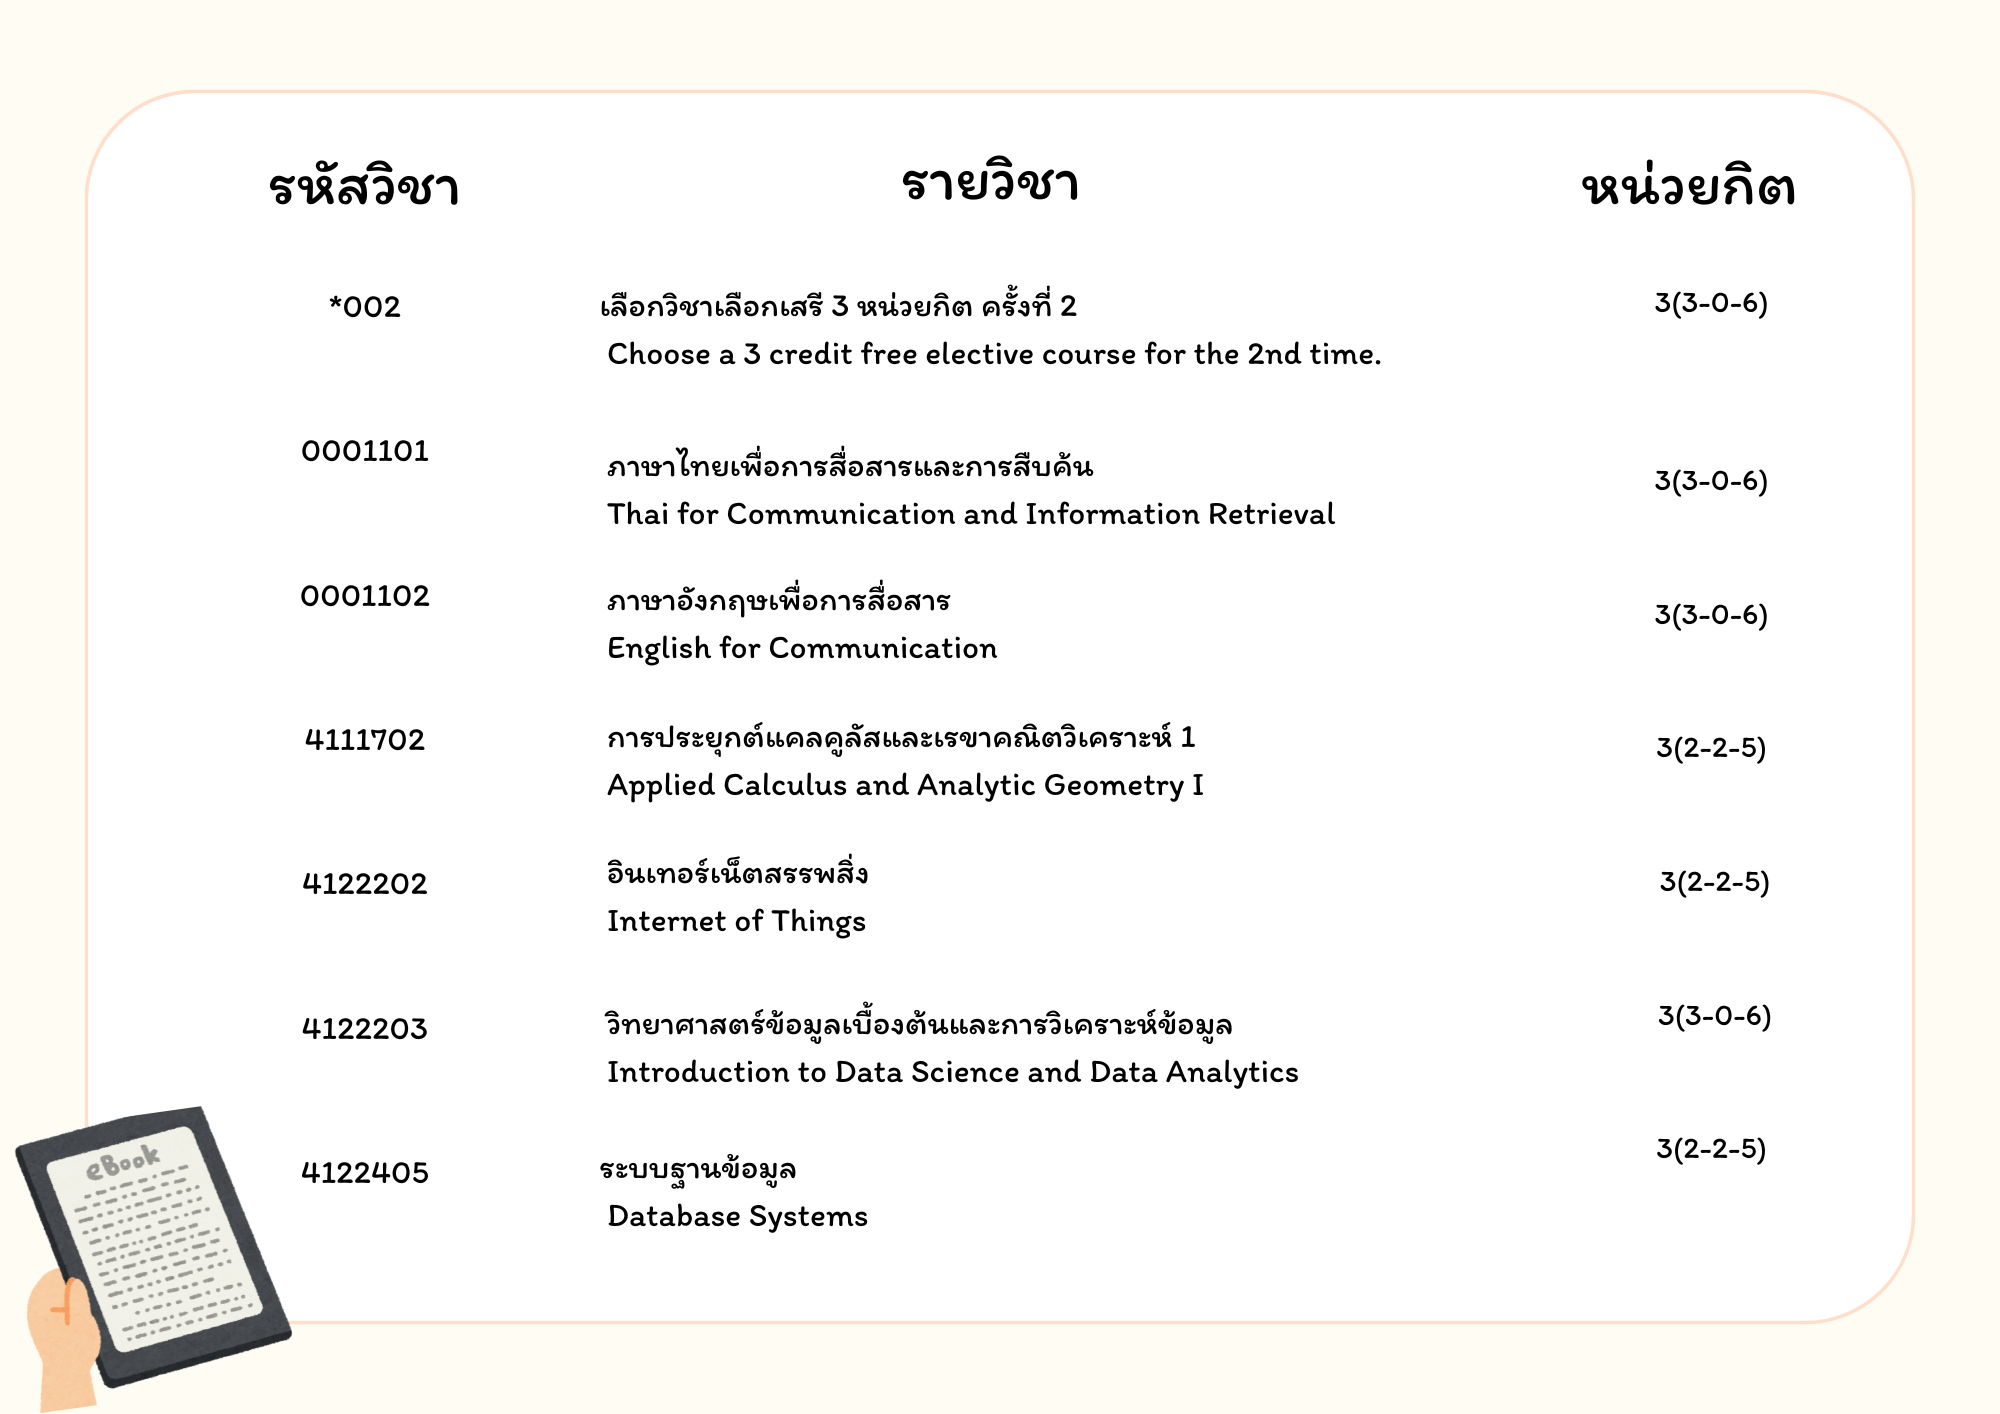 รหัสวิชา รายวิชา หน่วยกิต
*002 เลือกวิชาเลือกเสรี 3 หน่วยกิต ครั้งที่ 2 3(3-0-6)
Choose a 3 credit free elective course for the 2nd time.
0001101 ภาษาไทยเพื่อการสื่อสารและการสืบค้น 3(3-0-6)
Thai for Communication and Information Retrieval
0001102 ภาษาอังกฤษเพื่อการสื่อสาร 3(3-0-6)
English for Communication
4111702 การประยุกต์แคลคูลัสและเรขาคณิตวิเคราะห์ 1 3(2-2-5)
Applied Calculus and Analytic Geometry I
4122202 อินเทอร์เน็ตสรรพสิ่ง 3(2-2-5)
Internet of Things
4122203 วิทยาศาสตร์ข้อมูลเบื้องต้นและการวิเคราะห์ข้อมูล 3(3-0-6)
Introduction to Data Science and Data Analytics
4122405 ระบบฐานข้อมูล 3(2-2-5)
Database Systems
eBook